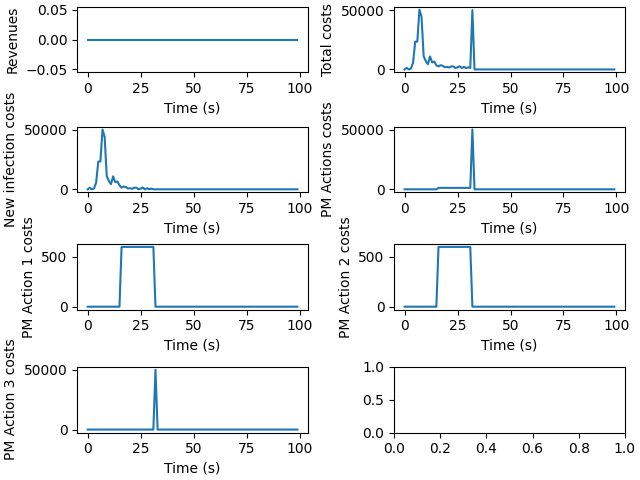 Revenues
0.05
0.00
−0.05
0 25 50 75 100
Time (s)
Total costs
50000
0
0 25 50 75 100
Time (s)
New infection costs
50000
0
0 25 50 75 100
Time (s)
PM Actions costs
50000
0
0 25 50 75 100
Time (s)
PM Action 1 costs
500
0
0 25 50 75 100
Time (s)
PM Action 2 costs
500
0
0 25 50 75 100
Time (s)
PM Action 3 costs
50000
0
0 25 50 75 100
Time (s)
1.0
0.5
0.0
0.0 0.2 0.4 0.6 0.8 1.0